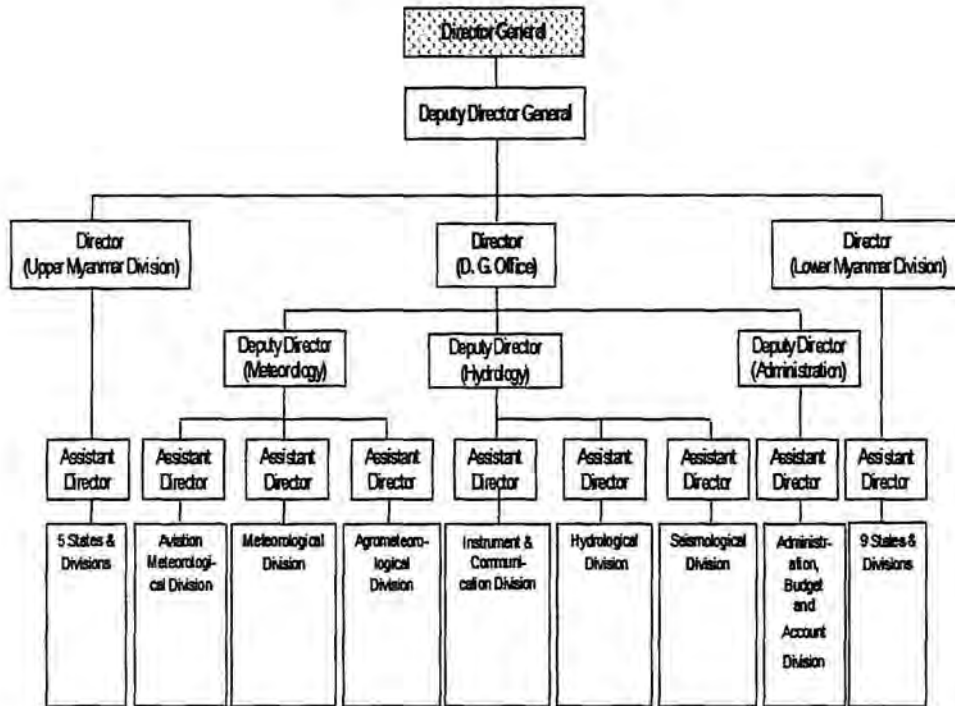 Director General
Deputy Director General
Director
(Upper Myanmar Division)
Director
(D. G. Office)
Director
(Lower Myanmar Division)
Deputy Director
(Meteorology)
Deputy Director
(Hydrology)
Deputy Director
(Administration)
Assistant
Director
Assistant
Director
Assistant
Director
Assistant
Director
Assistant
Director
Assistant
Director
Assistant
Director
Assistant
Director
Assistant
Director
5 States &
Divisions
Aviation
Meteorologi-
cal Division
Meteorological
Division
Agrometeoro-
logical
Division
Instrument &
Communi-
cation Division
Hydrological
Division
Seismological
Division
Administr-
ation,
Budget
and
Account
Division
9 States &
Divisions